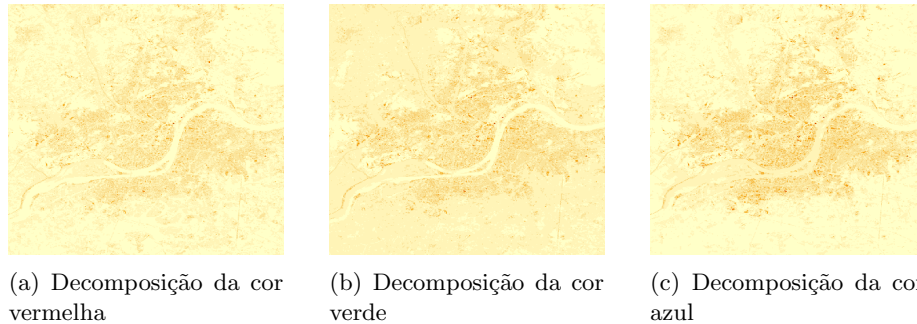 (a) Decomposição da cor
vermelha
(b) Decomposição da cor
verde
(c) Decomposição da co
azul